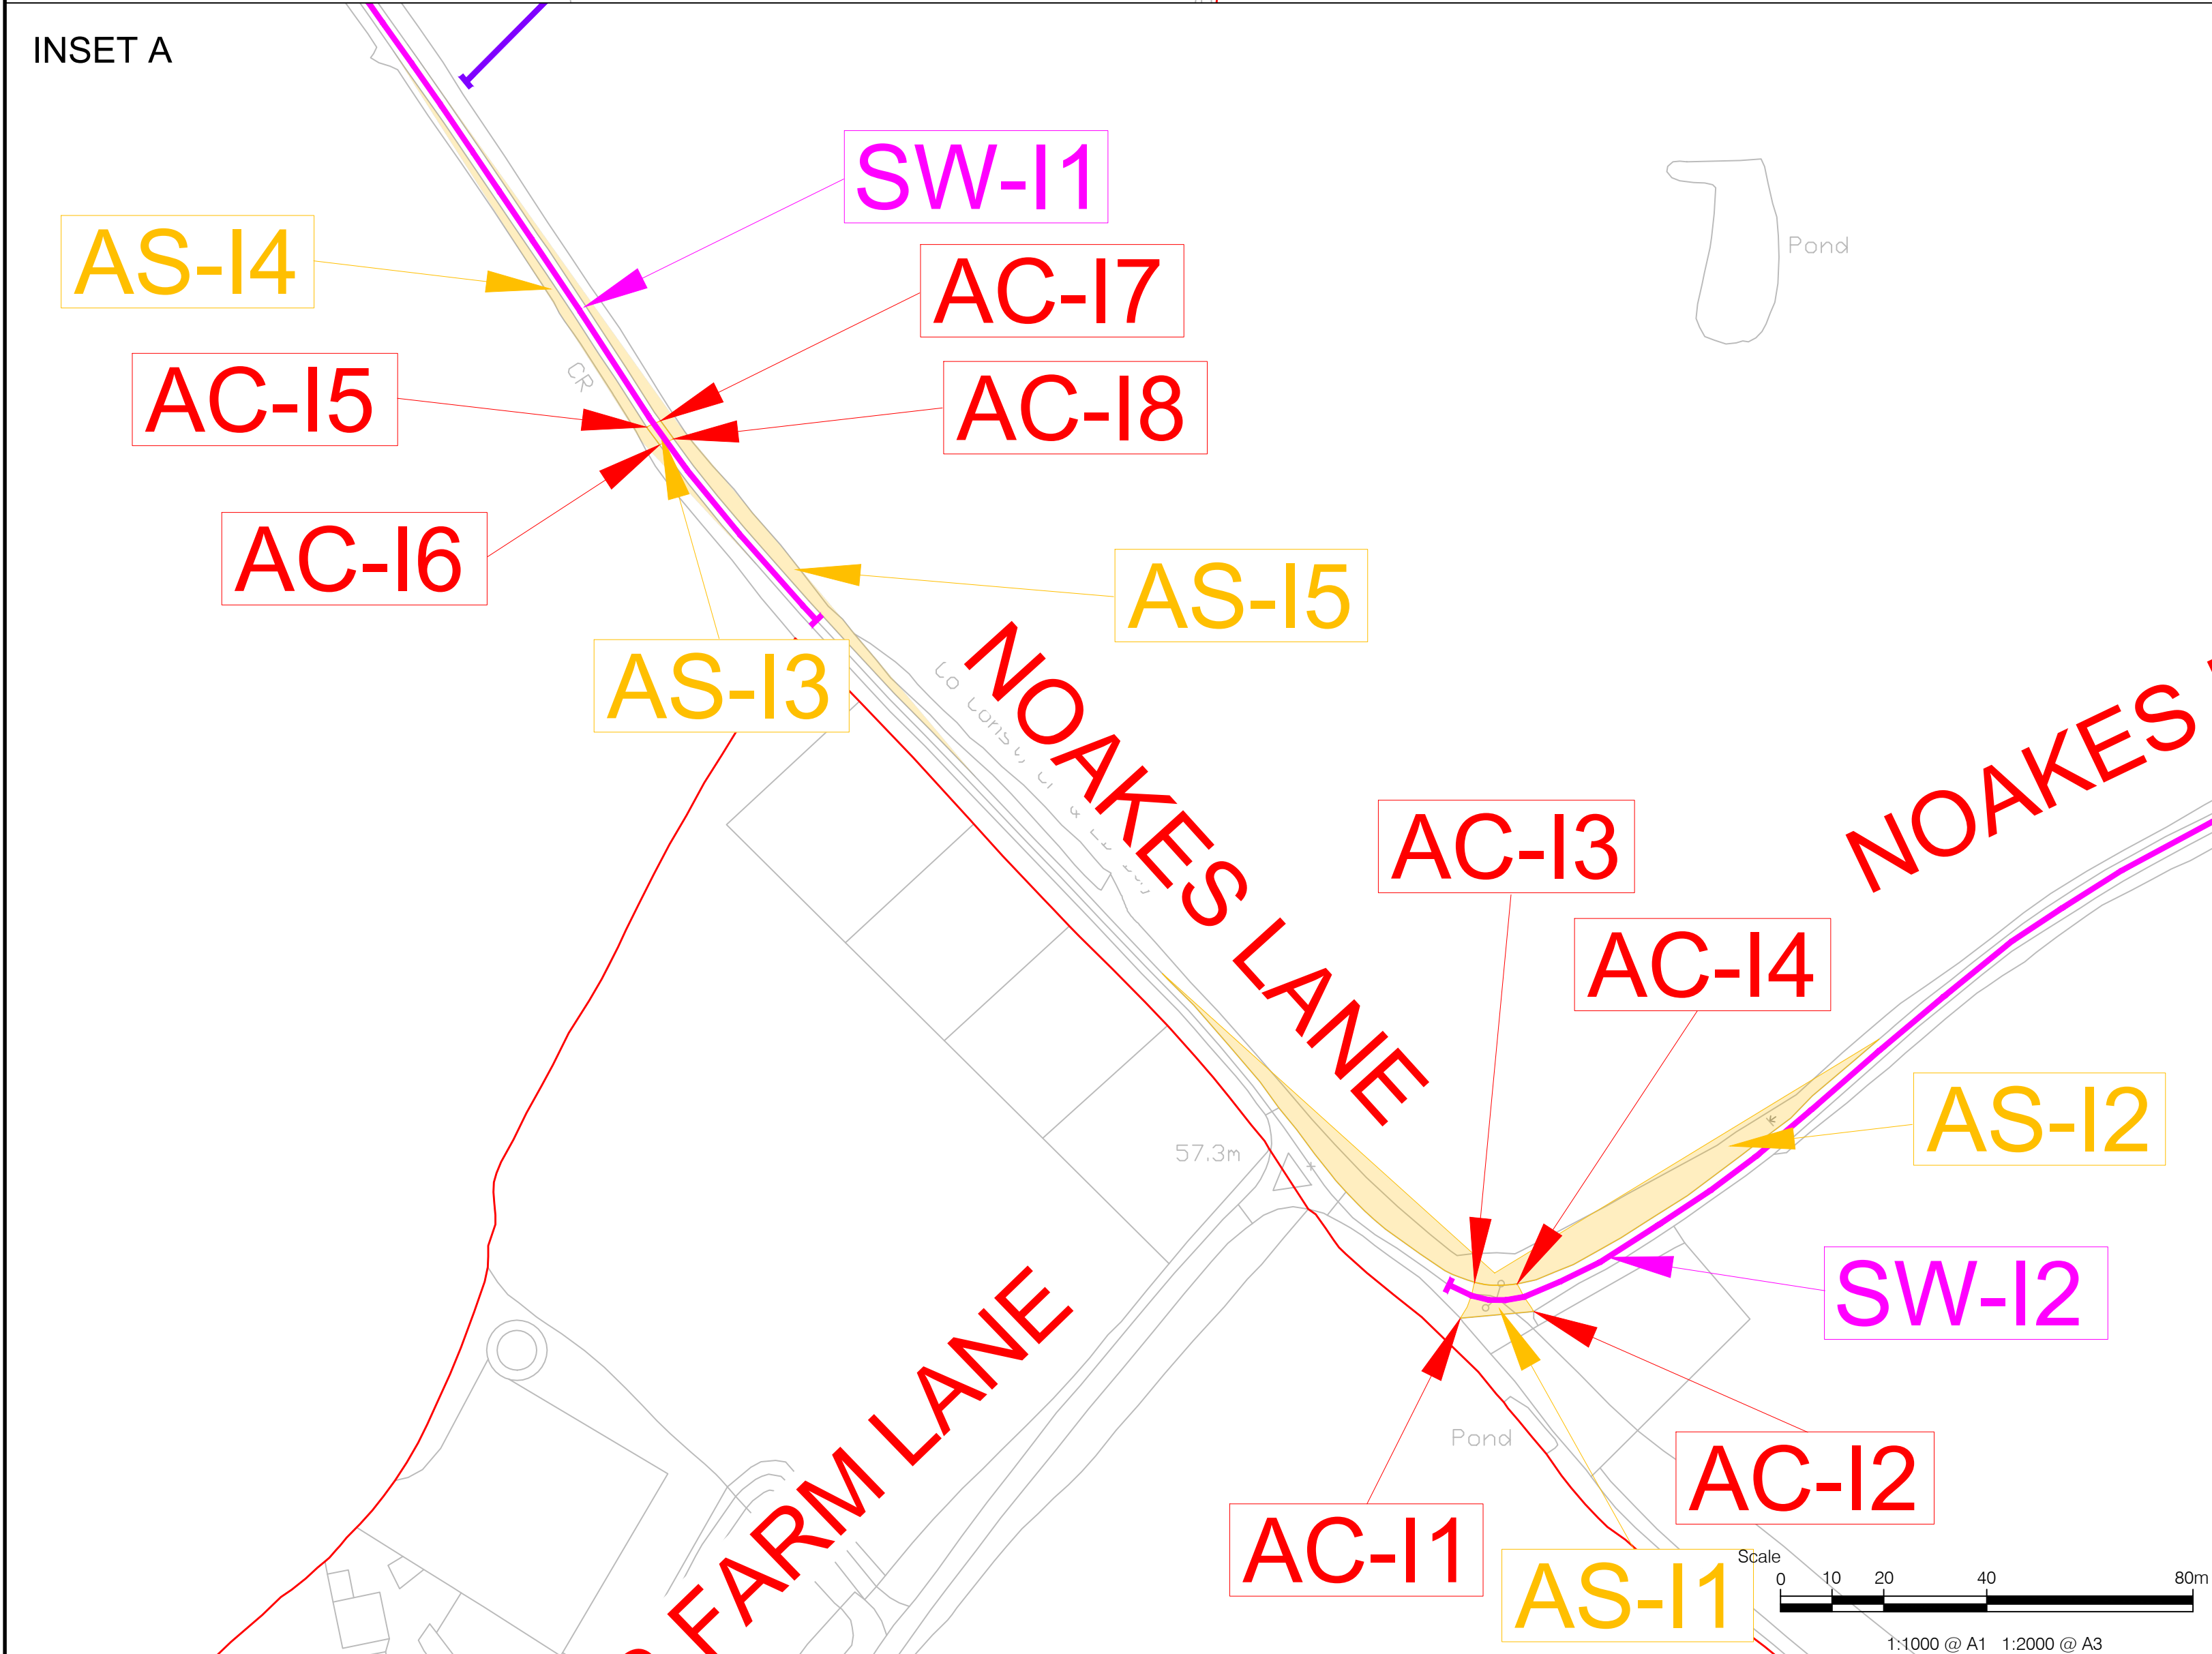 INSET A
SW-I1
Pond
AS-I4
AC-I7
AC-I5
CR
AC-I8
AC-I6
AS-I5
AS-I3
NOAKES LANE
NOAKES
AC-I3
AC-I4
AS-I2
57.3m
SW-I2
FARM LANE
Pond
AC-I2
AC-I1
AS-I1
Scale
0 10 20 40 80m
1:1000 @ A1 1:2000 @ A3